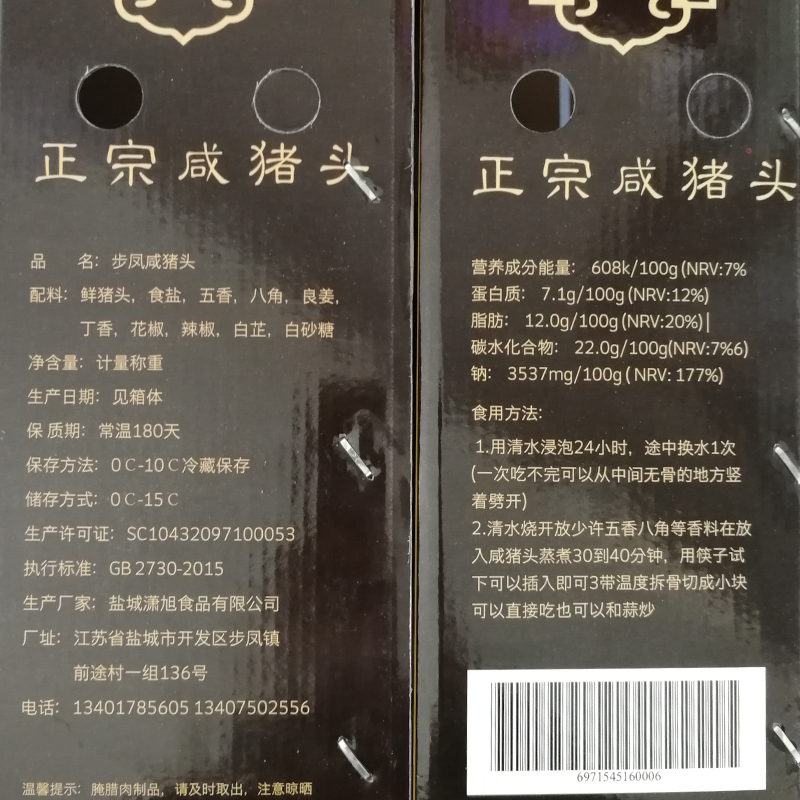 正宗咸猪头
品 名：步凤咸猪头
配料：鲜猪头，食盐，五香，八角，良姜，
丁香，花椒，辣椒，白芷，白砂糖
净含量：计量称重
生产日期：见箱体
保质期：常温180天
保存方法：0C-10C冷藏保存
储存方式：0C-15C
生产许可证：SC10432097100053
执行标准：GB 2730-2015
生产厂家：盐城潇旭食品有限公司
厂址：江苏省盐城市开发区步凤镇
前途村一组136号
电话：13401785605 13407502556
温馨提示：腌腊肉制品，请及时取出，注意晾晒
正宗咸猪头
营养成分能量： 608k/100g(NRV:7%
蛋白质： 7.1g/100g(NRV:12%)
脂肪： 12.0g/100g(NRV:20%)|
碳水化合物： 22.0g/100g(NRV:7%6)
钠： 3537mg/100g(NRV: 177%)
食用方法:
1.用清水浸泡24小时，途中换水1次
(一次吃不完可以从中间无骨的地方竖
着劈开)
2.清水烧开放少许五香八角等香料在放
入咸猪头蒸煮30到40分钟，用筷子试
下可以插入即可3带温度拆骨切成小块
可以直接吃也可以和蒜炒
6971545160006